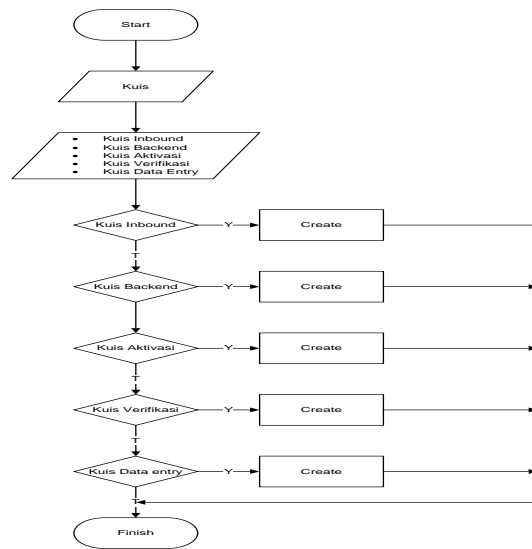 Start
Kuis
• Kuis Inbound
• Kuis Backend
• Kuis Aktivasi
• Kuis Verifikasi
• Kuis Data Entry
Kuis Inbound
Y
Create
T
Kuis Backend
Y
Create
Kuis Aktivasi
Y
Create
T
Kuis Verifikasi
Y
Create
T
Kuis Data entry
Y
Create
T
Finish